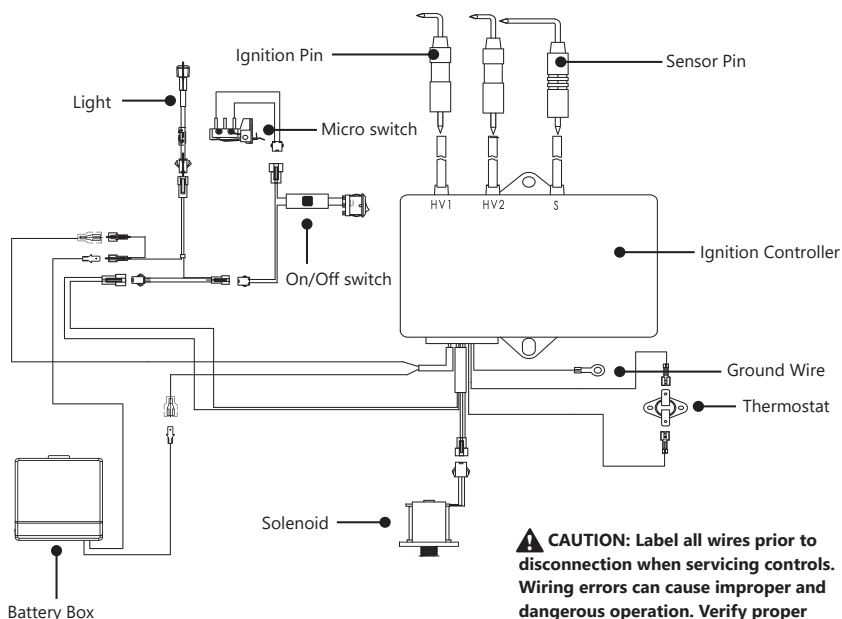 Ignition Pin
Sensor Pin
Light
Micro switch
HV1
HV2
S
Ignition Controller
On/Off switch
Ground Wire
Thermostat
Solenoid
Battery Box
CAUTION: Label all wires prior to
disconnection when servicing controls.
Wiring errors can cause improper and
dangerous operation. Verify proper